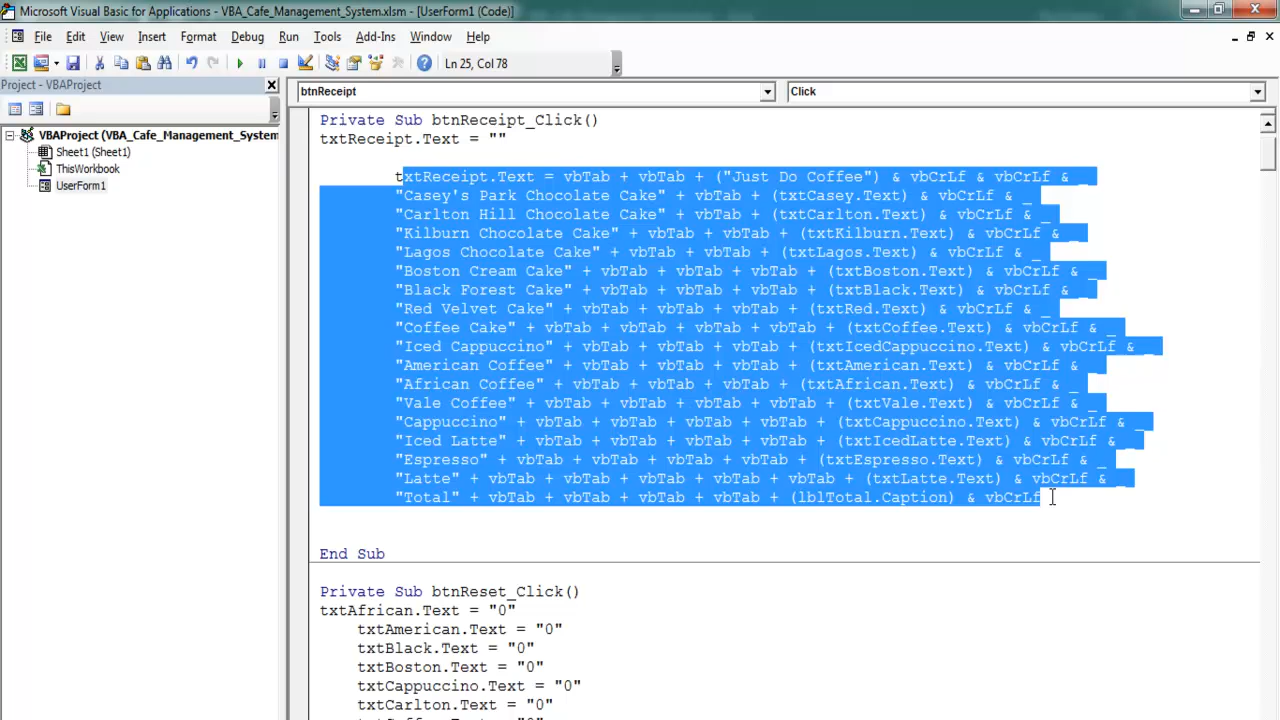 Microsoft Visual Basic for Applications - VBA_Cafe_Management_System.xlsm - [UserForm1 (Code)]
File Edit View Insert Format Debug Run Tools Add-Ins Window Help
Ln 25, Col 78
Project - VBAProject
btnReceipt Click
VBAProject (VBA_Cafe_Management_System
Sheet1 (Sheet1)
ThisWorkbook
UserForm1
Private Sub btnReceipt_Click()
txtReceipt.Text = ""
txtReceipt.Text = vbTab + vbTab + ("Just Do Coffee") & vbCrLf & vbCrLf & _
"Casey's Park Chocolate Cake" + vbTab + (txtCasey.Text) & vbCrLf & _
"Carlton Hill Chocolate Cake" + vbTab + (txtCarlton.Text) & vbCrLf & _
"Kilburn Chocolate Cake" + vbTab + vbTab + (txtKilburn.Text) & vbCrLf & _
"Lagos Chocolate Cake" + vbTab + vbTab + (txtLagos.Text) & vbCrLf & _
"Boston Cream Cake" + vbTab + vbTab + vbTab + (txtBoston.Text) & vbCrLf & _
"Black Forest Cake" + vbTab + vbTab + vbTab + (txtBlack.Text) & vbCrLf & _
"Red Velvet Cake" + vbTab + vbTab + vbTab + (txtRed.Text) & vbCrLf & _
"Coffee Cake" + vbTab + vbTab + vbTab + vbTab + (txtCoffee.Text) & vbCrLf & _
"Iced Cappuccino" + vbTab + vbTab + vbTab + (txtIcedCappuccino.Text) & vbCrLf & _
"American Coffee" + vbTab + vbTab + vbTab + (txtAmerican.Text) & vbCrLf & _
"African Coffee" + vbTab + vbTab + vbTab + (txtAfrican.Text) & vbCrLf & _
"Vale Coffee" + vbTab + vbTab + vbTab + vbTab + (txtVale.Text) & vbCrLf & _
"Cappuccino" + vbTab + vbTab + vbTab + vbTab + (txtCappuccino.Text) & vbCrLf & _
"Iced Latte" + vbTab + vbTab + vbTab + vbTab + (txtIcedLatte.Text) & vbCrLf & _
"Espresso" + vbTab + vbTab + vbTab + vbTab + (txtEspresso.Text) & vbCrLf & _
"Latte" + vbTab + vbTab + vbTab + vbTab + vbTab + (txtLatte.Text) & vbCrLf & _
"Total" + vbTab + vbTab + vbTab + vbTab + (lblTotal.Caption) & vbCrLf
End Sub
Private Sub btnReset_Click()
txtAfrican.Text = "0"
txtAmerican.Text = "0"
txtBlack.Text = "0"
txtBoston.Text = "0"
txtCappuccino.Text = "0"
txtCarlton.Text = "0"